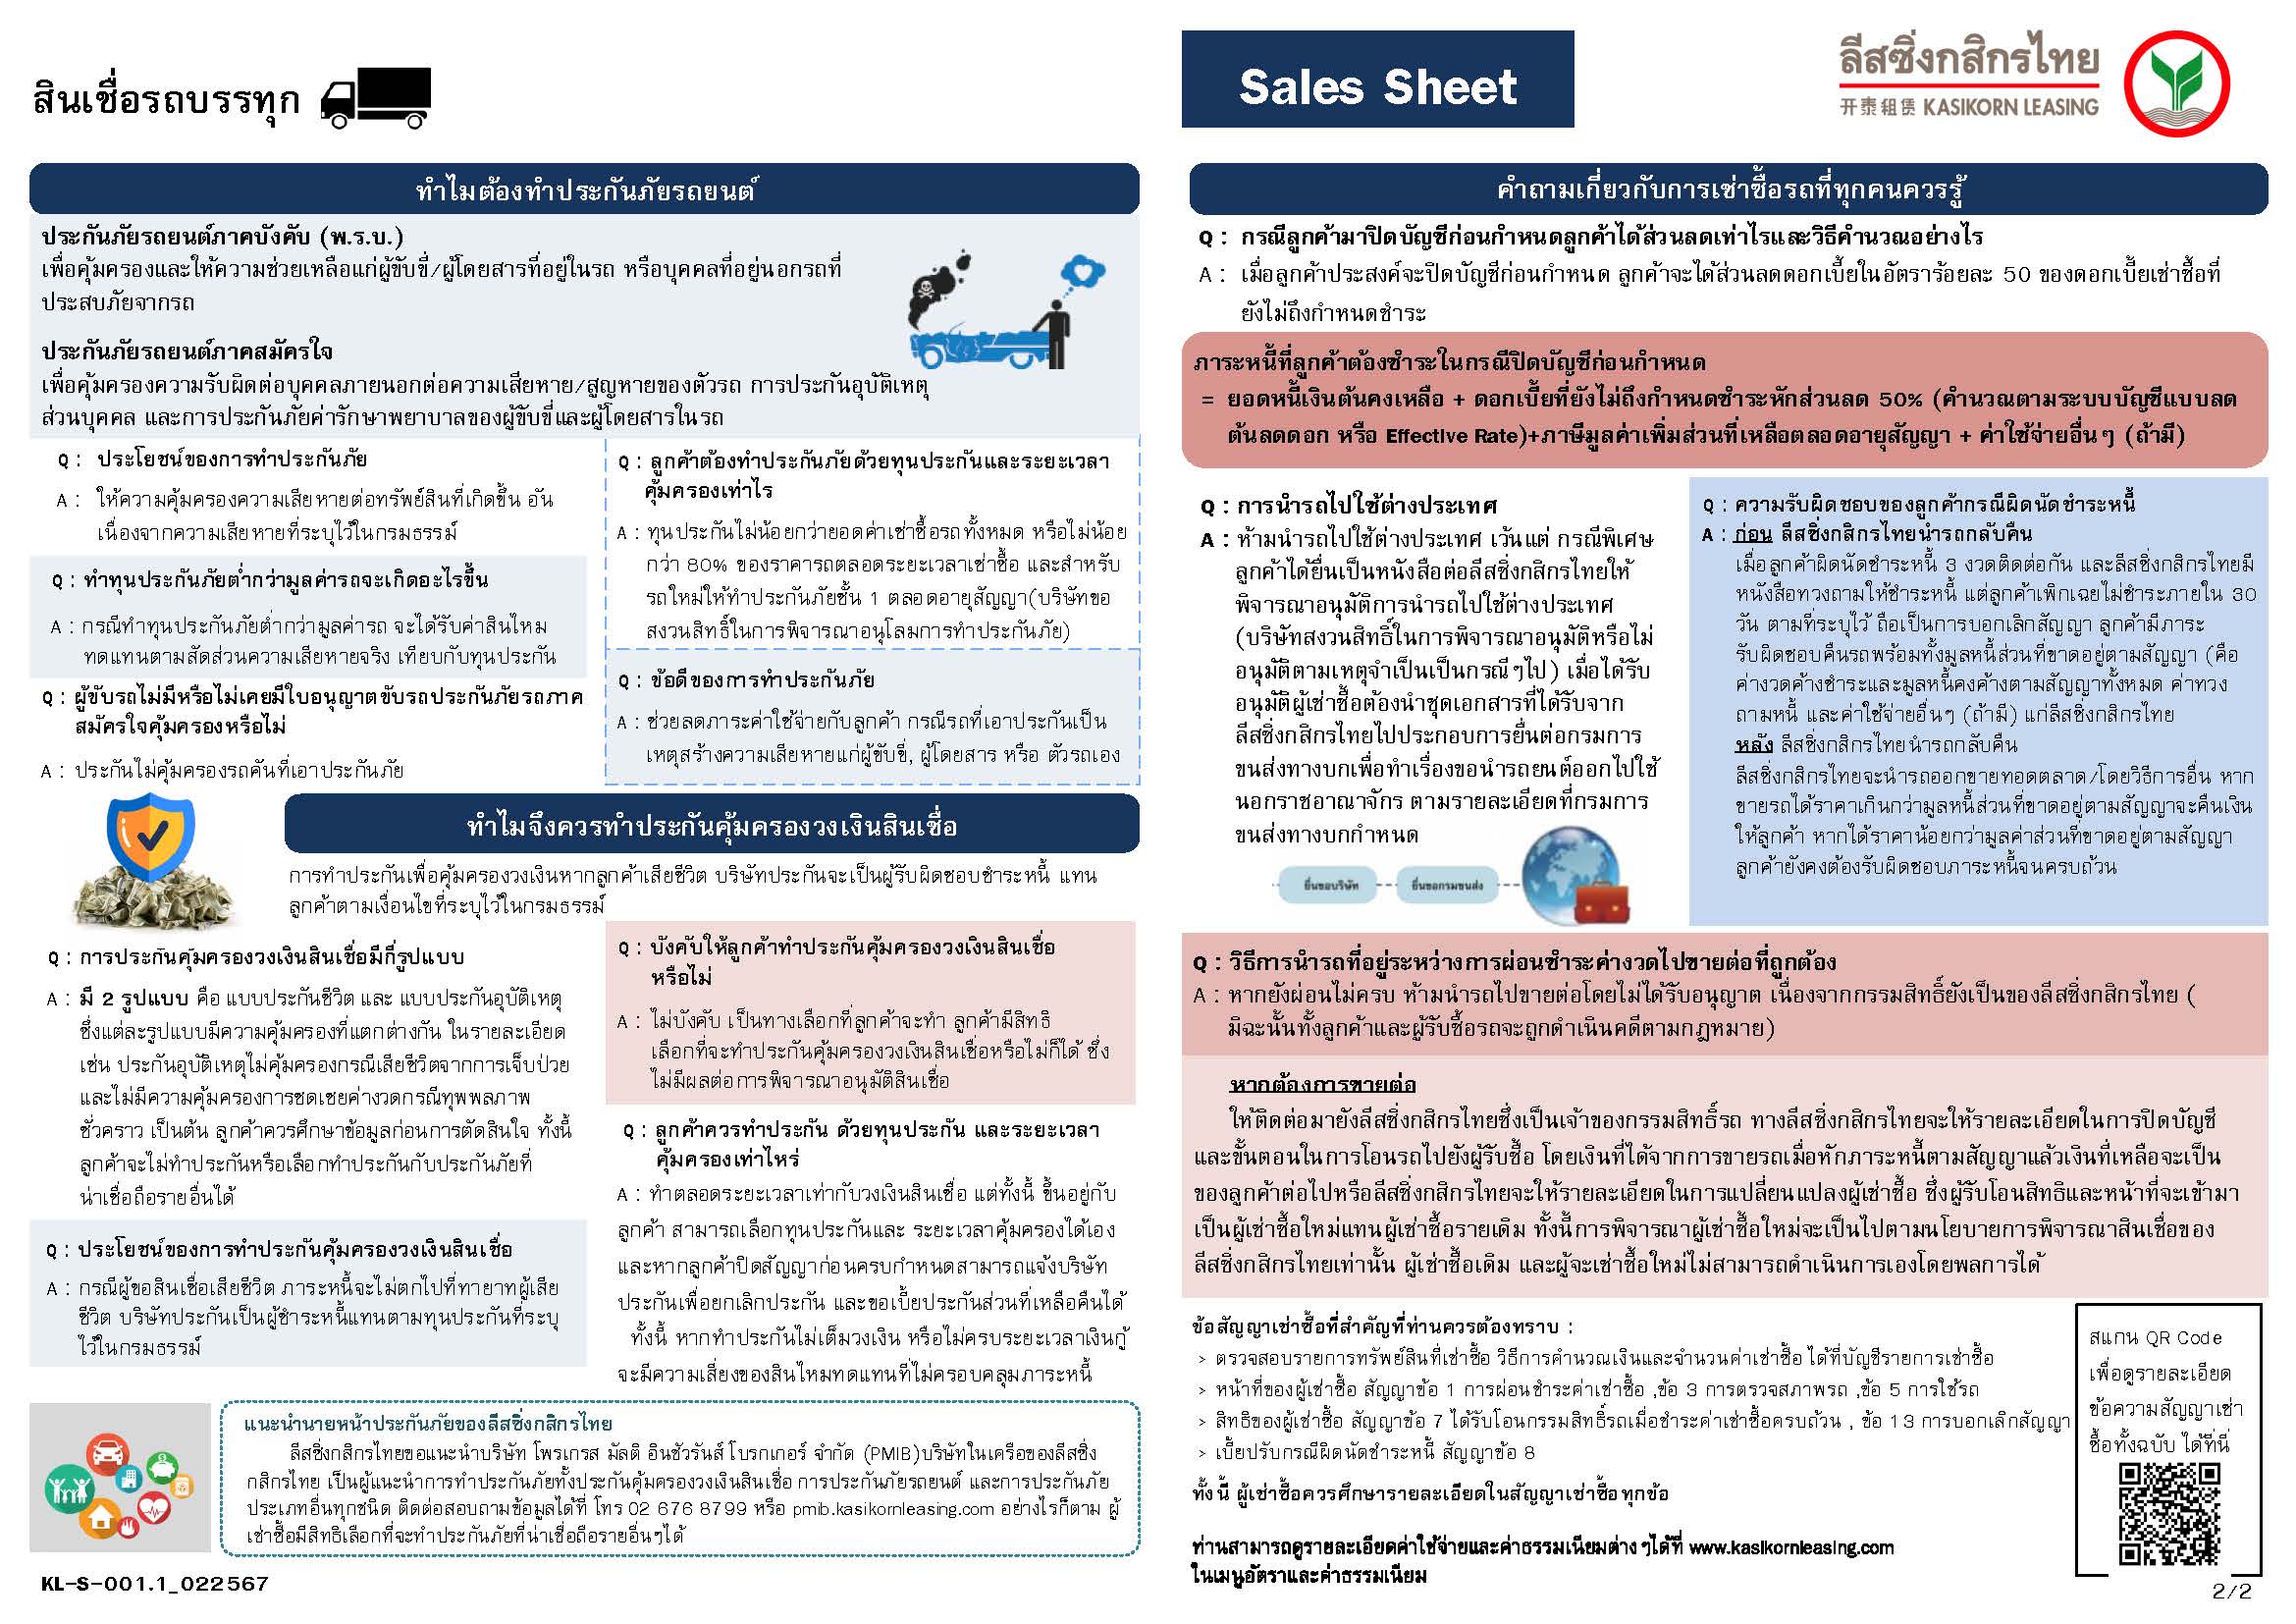 สินเชื่อรถบรรทุก
Sales Sheet
ลีสซิ่งกสิกรไทย
开泰租赁 KASIKORN LEASING
ทำไมต้องทำประกันภัยรถยนต์
ประกันภัยรถยนต์ภาคบังคับ (พ.ร.บ.)
เพื่อคุ้มครองและให้ความช่วยเหลือแก่ผู้ขับขี่/ผู้โดยสารที่อยู่ในรถ หรือบุคคลที่อยู่นอกรถที่
ประสบภัยจากรถ
ประกันภัยรถยนต์ภาคสมัครใจ
เพื่อคุ้มครองความรับผิดต่อบุคคลภายนอกต่อความเสียหาย/สูญหายของตัวรถ การประกันอุบัติเหตุ
ส่วนบุคคล และการประกันภัยค่ารักษาพยาบาลของผู้ขับขี่และผู้โดยสารในรถ
Q : ประโยชน์ของการทำประกันภัย
A : ให้ความคุ้มครองความเสียหายต่อทรัพย์สินที่เกิดขึ้น อัน
เนื่องจากความเสียหายที่ระบุไว้ในกรมธรรม์
Q : ทำทุนประกันภัยต่ำกว่ามูลค่ารถจะเกิดอะไรขึ้น
A : กรณีทำทุนประกันภัยต่ำกว่ามูลค่ารถ จะได้รับค่าสินไหม
ทดแทนตามสัดส่วนความเสียหายจริง เทียบกับทุนประกัน
Q : ผู้ขับรถไม่มีหรือไม่เคยมีใบอนุญาตขับรถประกันภัยรถภาค
สมัครใจคุ้มครองหรือไม่
A : ประกันไม่คุ้มครองรถคันที่เอาประกันภัย
Q : ลูกค้าต้องทำประกันภัยด้วยทุนประกันและระยะเวลา
คุ้มครองเท่าไร
A : ทุนประกันไม่น้อยกว่ายอดค่าเช่าซื้อรถทั้งหมด หรือไม่น้อย
กว่า 80% ของราคารถตลอดระยะเวลาเช่าซื้อ และสำหรับ
รถใหม่ให้ทำประกันภัยชั้น 1 ตลอดอายุสัญญา(บริษัทขอ
สงวนสิทธิ์ในการพิจารณาอนุโลมการทำประกันภัย)
Q : ข้อดีของการทำประกันภัย
A : ช่วยลดภาระค่าใช้จ่ายกับลูกค้า กรณีรถที่เอาประกันเป็น
เหตุสร้างความเสียหายแก่ผู้ขับขี่, ผู้โดยสาร หรือ ตัวรถเอง
ทำไมจึงควรทำประกันคุ้มครองวงเงินสินเชื่อ
การทำประกันเพื่อคุ้มครองวงเงินหากลูกค้าเสียชีวิต บริษัทประกันจะเป็นผู้รับผิดชอบชำระหนี้ แทน
ลูกค้าตามเงื่อนไขที่ระบุไว้ในกรมธรรม์
Q : การประกันคุ้มครองวงเงินสินเชื่อมีกี่รูปแบบ
A : มี 2 รูปแบบ คือ แบบประกันชีวิต และ แบบประกันอุบัติเหตุ
ซึ่งแต่ละรูปแบบมีความคุ้มครองที่แตกต่างกัน ในรายละเอียด
เช่น ประกันอุบัติเหตุไม่คุ้มครองกรณีเสียชีวิตจากการเจ็บป่วย
และไม่มีความคุ้มครองการชดเชยค่างวดกรณีทุพพลภาพ
ชั่วคราว เป็นต้น ลูกค้าควรศึกษาข้อมูลก่อนการตัดสินใจ ทั้งนี้
ลูกค้าจะไม่ทำประกันหรือเลือกทำประกันกับประกันภัยที่
น่าเชื่อถือรายอื่นได้
Q : ประโยชน์ของการทำประกันคุ้มครองวงเงินสินเชื่อ
A : กรณีผู้ขอสินเชื่อเสียชีวิต ภาระหนี้จะไม่ตกไปที่ทายาทผู้เสีย
ชีวิต บริษัทประกันเป็นผู้ชำระหนี้แทนตามทุนประกันที่ระบุ
ไว้ในกรมธรรม์
Q : บังคับให้ลูกค้าทำประกันคุ้มครองวงเงินสินเชื่อ
หรือไม่
A : ไม่บังคับ เป็นทางเลือกที่ลูกค้าจะทำ ลูกค้ามีสิทธิ
เลือกที่จะทำประกันคุ้มครองวงเงินสินเชื่อหรือไม่ก็ได้ ซึ่ง
ไม่มีผลต่อการพิจารณาอนุมัติสินเชื่อ
Q : ลูกค้าควรทำประกัน ด้วยทุนประกัน และระยะเวลา
คุ้มครองเท่าไหร่
A : ทำตลอดระยะเวลาเท่ากับวงเงินสินเชื่อ แต่ทั้งนี้ ขึ้นอยู่กับ
ลูกค้า สามารถเลือกทุนประกันและ ระยะเวลาคุ้มครองได้เอง
และหากลูกค้าปิดสัญญาก่อนครบกำหนดสามารถแจ้งบริษัท
ประกันเพื่อยกเลิกประกัน และขอเบี้ยประกันส่วนที่เหลือคืนได้
ทั้งนี้ หากทำประกันไม่เต็มวงเงิน หรือไม่ครบระยะเวลาเงินกู้
จะมีความเสี่ยงของสินไหมทดแทนที่ไม่ครอบคลุมภาระหนี้
แนะนำนายหน้าประกันภัยของลีสซิ่งกสิกรไทย
ลีสซิ่งกสิกรไทยขอแนะนำบริษัท โพรเกรส มัลติ อินชัวรันส์ โบรกเกอร์ จำกัด (PMIB)บริษัทในเครือของลีสซิ่ง
กสิกรไทย เป็นผู้แนะนำการทำประกันภัยทั้งประกันคุ้มครองวงเงินสินเชื่อ การประกันภัยรถยนต์ และการประกันภัย
ประเภทอื่นทุกชนิด ติดต่อสอบถามข้อมูลได้ที่ โทร 02 676 8799 หรือ pmib.kasikornleasing.com อย่างไรก็ตาม ผู้
เช่าซื้อมีสิทธิเลือกที่จะทำประกันภัยที่น่าเชื่อถือรายอื่นๆได้
KL-S-001.1_022567
คำถามเกี่ยวกับการเช่าซื้อรถที่ทุกคนควรรู้
Q : กรณีลูกค้ามาปิดบัญชีก่อนกำหนดลูกค้าได้ส่วนลดเท่าไรและวิธีคำนวณอย่างไร
A : เมื่อลูกค้าประสงค์จะปิดบัญชีก่อนกำหนด ลูกค้าจะได้ส่วนลดดอกเบี้ยในอัตราร้อยละ 50 ของดอกเบี้ยเช่าซื้อที่
ยังไม่ถึงกำหนดชำระ
ภาระหนี้ที่ลูกค้าต้องชำระในกรณีปิดบัญชีก่อนกำหนด
= ยอดหนี้เงินต้นคงเหลือ + ดอกเบี้ยที่ยังไม่ถึงกำหนดชำระหักส่วนลด 50% (คำนวณตามระบบบัญชีแบบลด
ต้นลดดอก หรือ Effective Rate)+ภาษีมูลค่าเพิ่มส่วนที่เหลือตลอดอายุสัญญา + ค่าใช้จ่ายอื่นๆ (ถ้ามี)
Q : การนำรถไปใช้ต่างประเทศ
A : ห้ามนำรถไปใช้ต่างประเทศ เว้นแต่ กรณีพิเศษ
ลูกค้าได้ยื่นเป็นหนังสือต่อลีสซิ่งกสิกรไทยให้
พิจารณาอนุมัติการนำรถไปใช้ต่างประเทศ
(บริษัทสงวนสิทธิ์ในการพิจารณาอนุมัติหรือไม่
อนุมัติตามเหตุจำเป็นเป็นกรณีๆไป) เมื่อได้รับ
อนุมัติผู้เช่าซื้อต้องนำชุดเอกสารที่ได้รับจาก
ลีสซิ่งกสิกรไทยไปประกอบการยื่นต่อกรมการ
ขนส่งทางบกเพื่อทำเรื่องขอนำรถยนต์ออกไปใช้
นอกราชอาณาจักร ตามรายละเอียดที่กรมการ
ขนส่งทางบกกำหนด
ยื่นขอบริษัท
ยื่นขอกรมขนส่ง
Q : ความรับผิดชอบของลูกค้ากรณีผิดนัดชำระหนี้
A : ก่อน ลีสซิ่งกสิกรไทยนำรถกลับคืน
เมื่อลูกค้าผิดนัดชำระหนี้ 3 งวดติดต่อกัน และลีสซิ่งกสิกรไทยมี
หนังสือทวงถามให้ชำระหนี้ แต่ลูกค้าเพิกเฉยไม่ชำระภายใน 30
วัน ตามที่ระบุไว้ ถือเป็นการบอกเลิกสัญญา ลูกค้ามีภาระ
รับผิดชอบคืนรถพร้อมทั้งมูลหนี้ส่วนที่ขาดอยู่ตามสัญญา (คือ
ค่างวดค้างชำระและมูลหนี้คงค้างตามสัญญาทั้งหมด ค่าทวง
ถามหนี้ และค่าใช้จ่ายอื่นๆ (ถ้ามี) แก่ลีสซิ่งกสิกรไทย
หลัง ลีสซิ่งกสิกรไทยนำรถกลับคืน
ลีสซิ่งกสิกรไทยจะนำรถออกขายทอดตลาด/โดยวิธีการอื่น หาก
ขายรถได้ราคาเกินกว่ามูลหนี้ส่วนที่ขาดอยู่ตามสัญญาจะคืนเงิน
ให้ลูกค้า หากได้ราคาน้อยกว่ามูลค่าส่วนที่ขาดอยู่ตามสัญญา
ลูกค้ายังคงต้องรับผิดชอบภาระหนี้จนครบถ้วน
Q : วิธีการนำรถที่อยู่ระหว่างการผ่อนชำระค่างวดไปขายต่อที่ถูกต้อง
A : หากยังผ่อนไม่ครบ ห้ามนำรถไปขายต่อโดยไม่ได้รับอนุญาต เนื่องจากกรรมสิทธิ์ยังเป็นของลีสซิ่งกสิกรไทย (
มิฉะนั้นทั้งลูกค้าและผู้รับซื้อรถจะถูกดำเนินคดีตามกฎหมาย)
หากต้องการขายต่อ
ให้ติดต่อมายังลีสซิ่งกสิกรไทยซึ่งเป็นเจ้าของกรรมสิทธิ์รถ ทางลีสซิ่งกสิกรไทยจะให้รายละเอียดในการปิดบัญชี
และขั้นตอนในการโอนรถไปยังผู้รับซื้อ โดยเงินที่ได้จากการขายรถเมื่อหักภาระหนี้ตามสัญญาแล้วเงินที่เหลือจะเป็น
ของลูกค้าต่อไปหรือลีสซิ่งกสิกรไทยจะให้รายละเอียดในการเปลี่ยนแปลงผู้เช่าซื้อ ซึ่งผู้รับโอนสิทธิและหน้าที่จะเข้ามา
เป็นผู้เช่าซื้อใหม่แทนผู้เช่าซื้อรายเดิม ทั้งนี้การพิจารณาผู้เช่าซื้อใหม่จะเป็นไปตามนโยบายการพิจารณาสินเชื่อของ
ลีสซิ่งกสิกรไทยเท่านั้น ผู้เช่าซื้อเดิม และผู้จะเช่าซื้อใหม่ไม่สามารถดำเนินการเองโดยพลการได้
ข้อสัญญาเช่าซื้อที่สำคัญที่ท่านควรต้องทราบ :
> ตรวจสอบรายการทรัพย์สินที่เช่าซื้อ วิธีการคำนวณเงินและจำนวนค่าเช่าซื้อ ได้ที่บัญชีรายการเช่าซื้อ
> หน้าที่ของผู้เช่าซื้อ สัญญาข้อ 1 การผ่อนชำระค่าเช่าซื้อ ,ข้อ 3 การตรวจสภาพรถ ,ข้อ 5 การใช้รถ
> สิทธิของผู้เช่าซื้อ สัญญาข้อ 7 ได้รับโอนกรรมสิทธิ์รถเมื่อชำระค่าเช่าซื้อครบถ้วน , ข้อ 13 การบอกเลิกสัญญา
> เบี้ยปรับกรณีผิดนัดชำระหนี้ สัญญาข้อ 8
ทั้งนี้ ผู้เช่าซื้อควรศึกษารายละเอียดในสัญญาเช่าซื้อทุกข้อ
ท่านสามารถดูรายละเอียดค่าใช้จ่ายและค่าธรรมเนียมต่างๆได้ที่ www.kasikornleasing.com
ในเมนูอัตราและค่าธรรมเนียม
สแกน QR Code
เพื่อดูรายละเอียด
ข้อความสัญญาเช่า
ซื้อทั้งฉบับ ได้ที่นี่
2/2